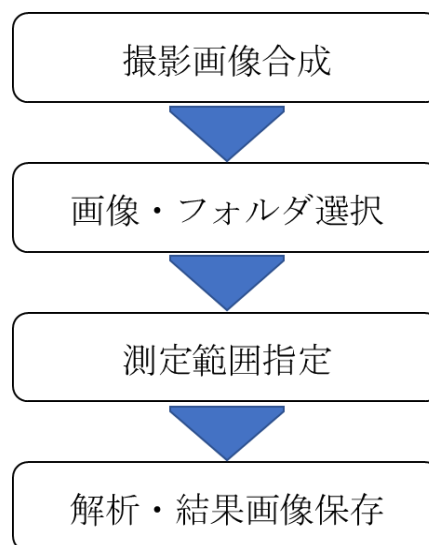 撮影画像合成
画像・フォルダ選択
測定範囲指定
解析・結果画像保存